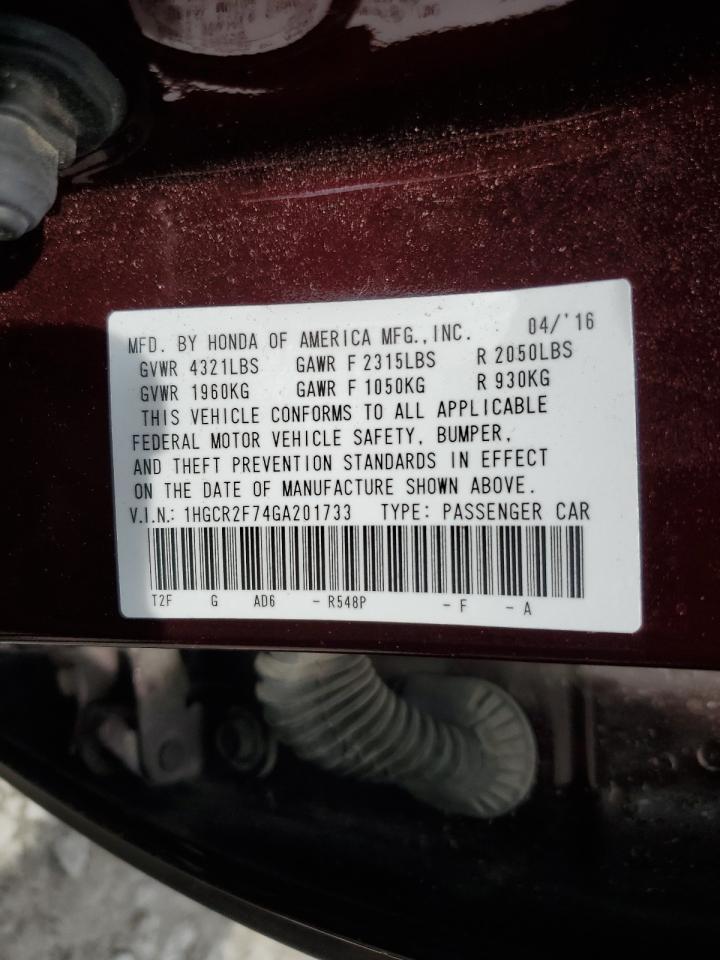 MFD. BY HONDA OF AMERICA MFG., INC. 04/'16
GVWR 4321LBS GAWR F 2315LBS R 2050LBS
GVWR 1960KG GAWR F 1050KG R 930KG
THIS VEHICLE CONFORMS TO ALL APPLICABLE
FEDERAL MOTOR VEHICLE SAFETY, BUMPER,
AND THEFT PREVENTION STANDARDS IN EFFECT
ON THE DATE OF MANUFACTURE SHOWN ABOVE.
V.I.N.: 1HGCR2F74GA201733 TYPE: PASSENGER CAR
T2F G AD6 - R548P - F - A